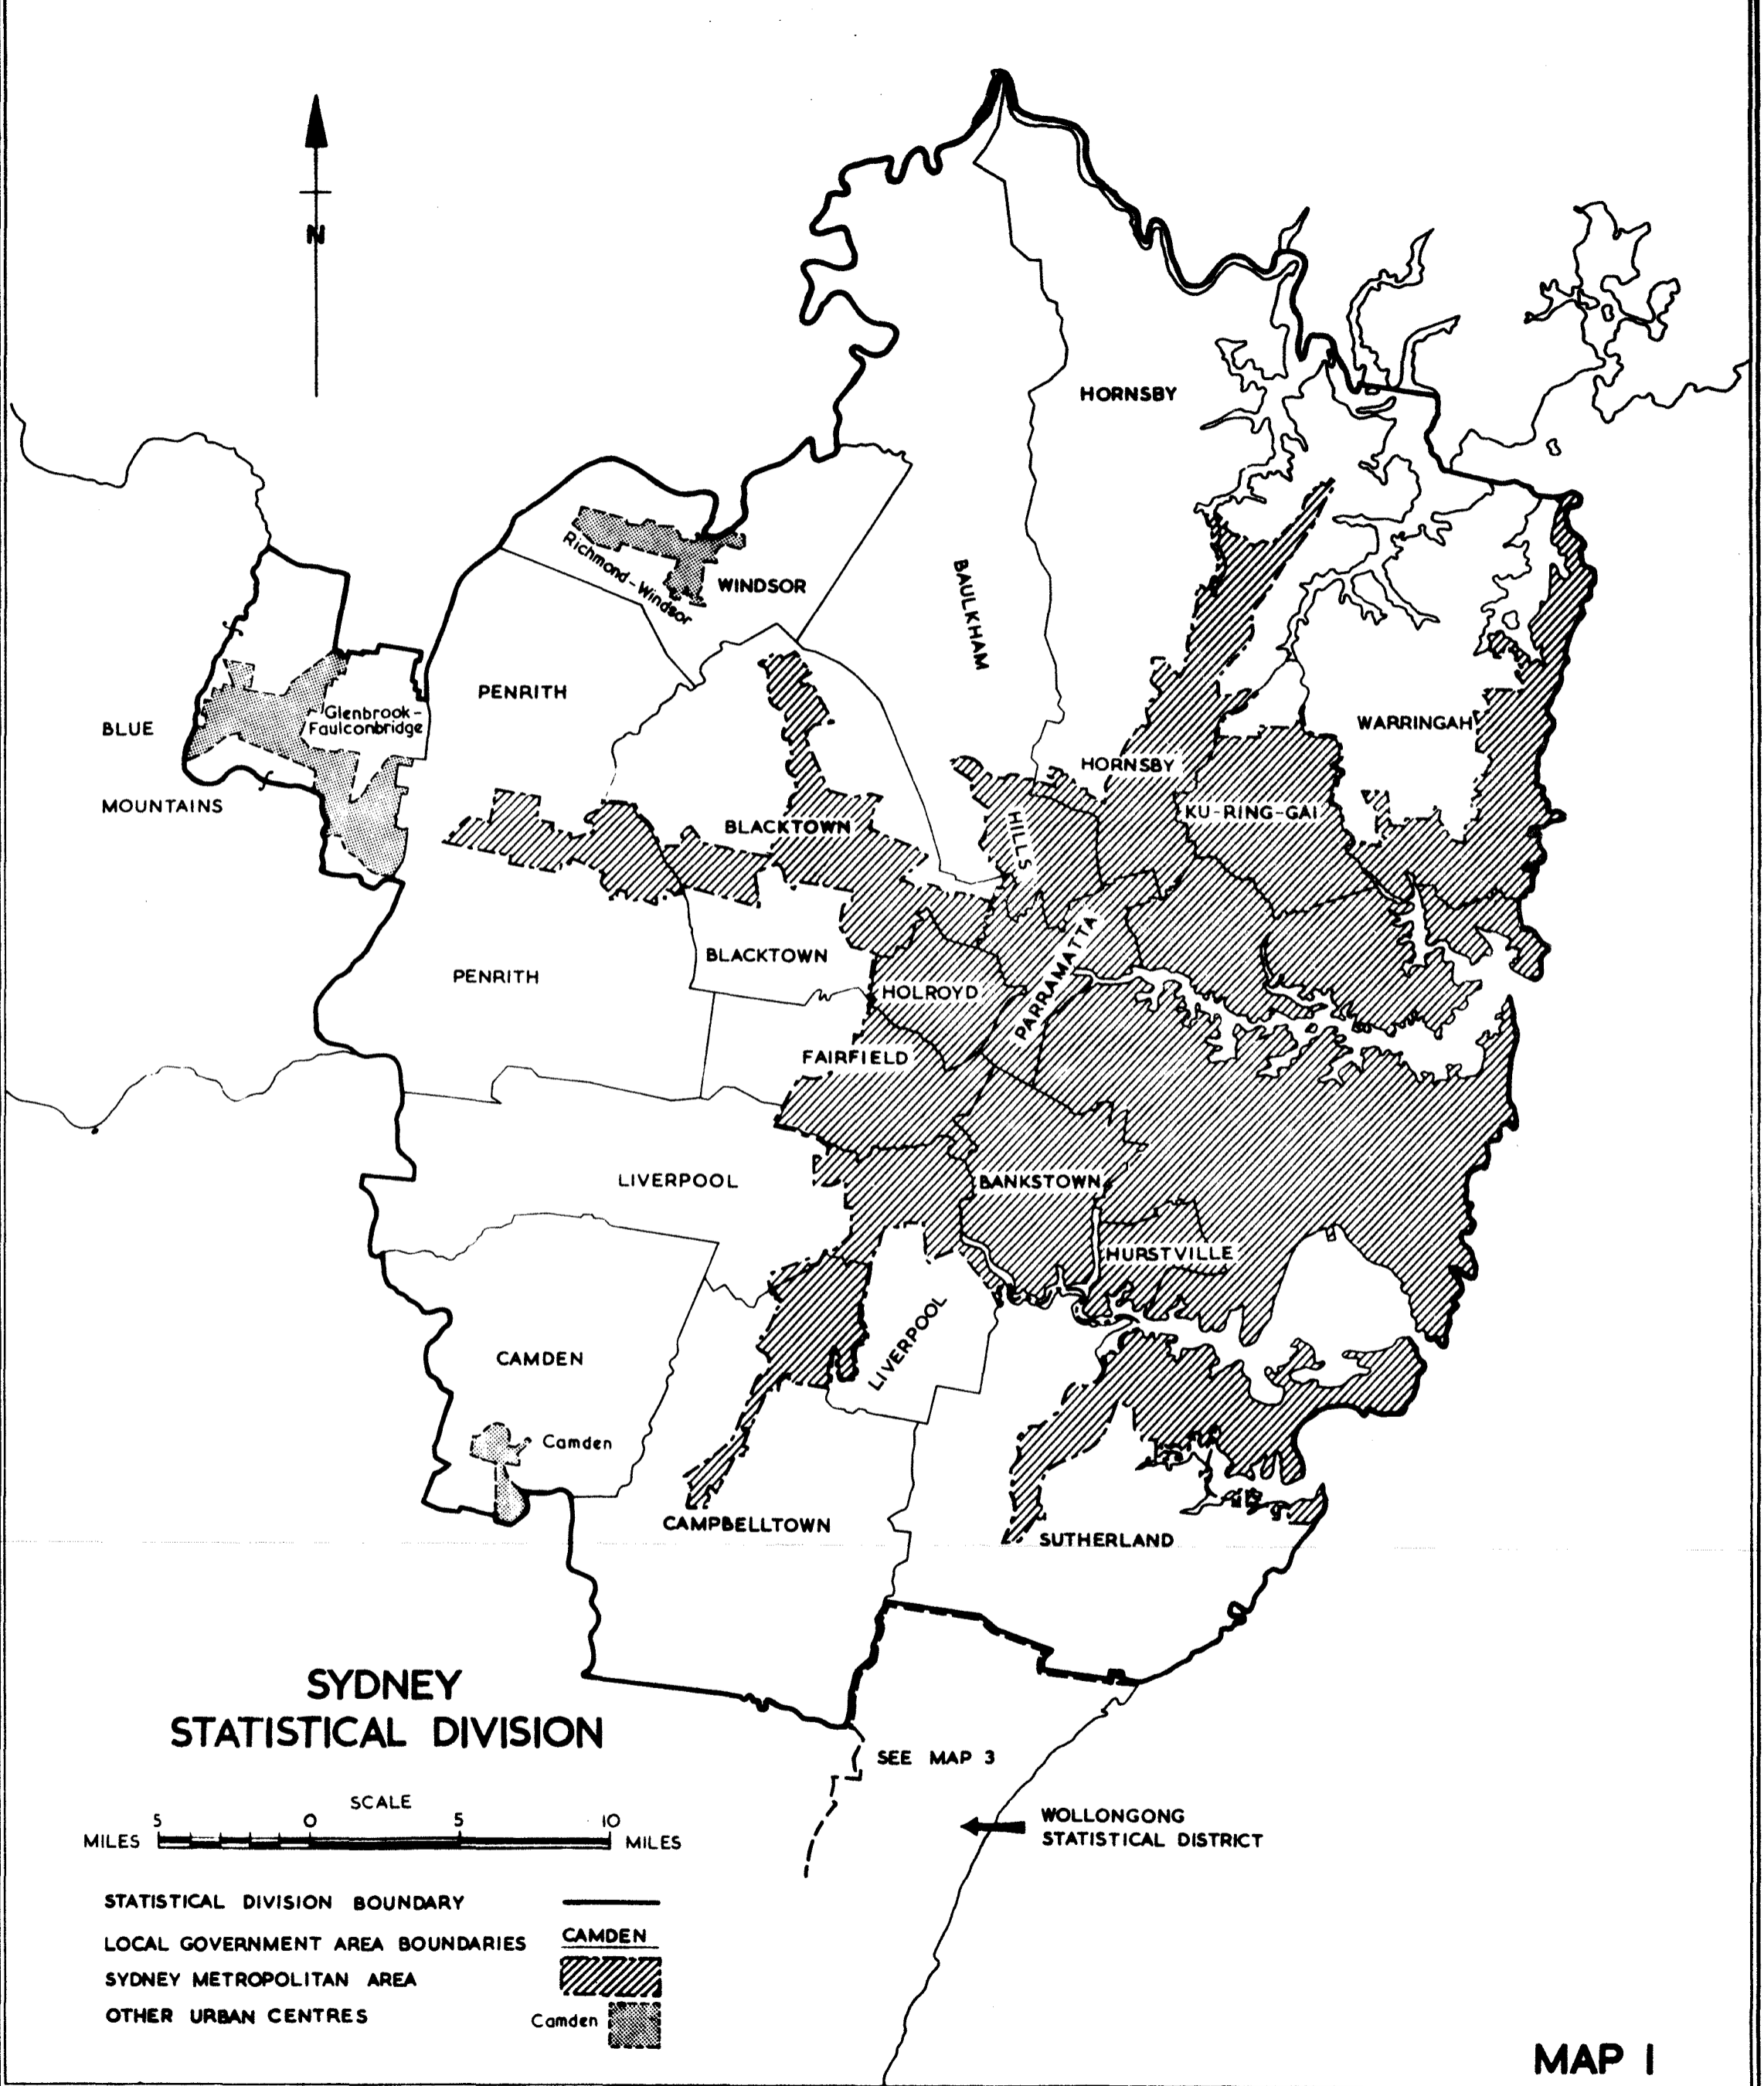 N
HORNSBY
Richmond-Windsor
WINDSOR
BAULKHAM
HILLS
PENRITH
Glenbrook-
Faulconbridge
BLUE
MOUNTAINS
WARRINGAH
HORNSBY
KU-RING-GAI
BLACKTOWN
BLACKTOWN
PENRITH
HOLROYD
PARRAMATTA
FAIRFIELD
LIVERPOOL
BANKSTOWN
HURSTVILLE
LIVERPOOL
CAMDEN
Camden
CAMPBELLTOWN
SUTHERLAND
SYDNEY
STATISTICAL DIVISION
SEE MAP 3
SCALE
5 0 5 10
MILES MILES
WOLLONGONG
STATISTICAL DISTRICT
STATISTICAL DIVISION BOUNDARY
LOCAL GOVERNMENT AREA BOUNDARIES CAMDEN
SYDNEY METROPOLITAN AREA
OTHER URBAN CENTRES Camden
MAP 1